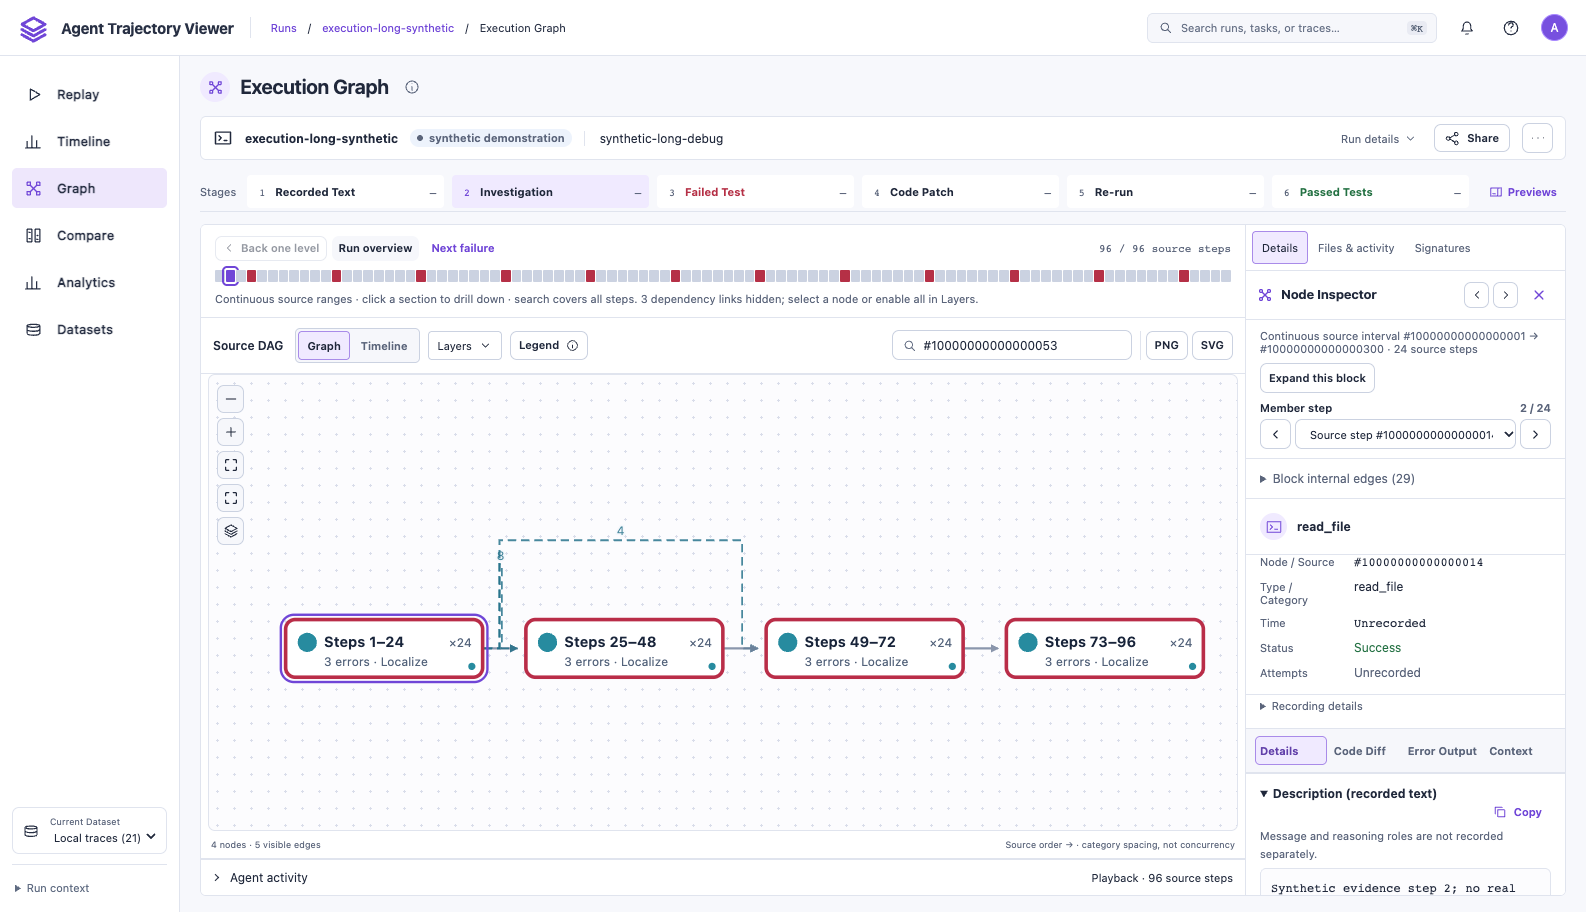 Agent Trajectory Viewer
Runs / execution-long-synthetic / Execution Graph
Search runs, tasks, or traces... ⌘K
A
Replay
Timeline
Graph
Compare
Analytics
Datasets
Current Dataset
Local traces (21)
Run context
Execution Graph
execution-long-synthetic synthetic demonstration synthetic-long-debug
Run details Share ...
Stages 1 Recorded Text – 2 Investigation – 3 Failed Test – 4 Code Patch – 5 Re-run – 6 Passed Tests – Previews
Back one level Run overview Next failure 96 / 96 source steps
Continuous source ranges · click a section to drill down · search covers all steps. 3 dependency links hidden; select a node or enable all in Layers.
Source DAG Graph Timeline Layers Legend #10000000000000053 PNG SVG
4
8
Steps 1–24 ×24
3 errors · Localize
Steps 25–48 ×24
3 errors · Localize
Steps 49–72 ×24
3 errors · Localize
Steps 73–96 ×24
3 errors · Localize
4 nodes · 5 visible edges
Source order → · category spacing, not concurrency
Agent activity
Playback · 96 source steps
Details Files & activity Signatures
Node Inspector
Continuous source interval #10000000000000001 →
#10000000000000300 · 24 source steps
Expand this block
Member step 2 / 24
Source step #1000000000000001
Block internal edges (29)
read_file
Node / Source #10000000000000014
Type / Category read_file
Time Unrecorded
Status Success
Attempts Unrecorded
Recording details
Details Code Diff Error Output Context
Description (recorded text)
Copy
Message and reasoning roles are not recorded
separately.
Synthetic evidence step 2; no real